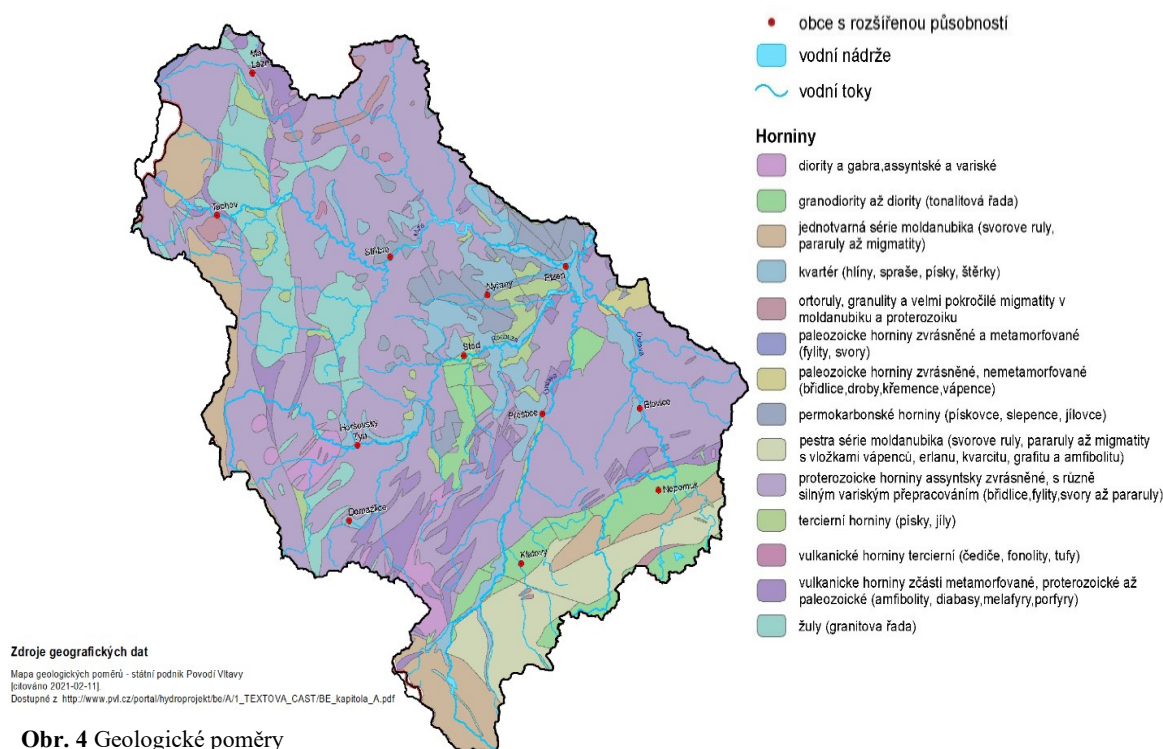 obce s rozšířenou působností
vodní nádrže
vodní toky
Horniny
diority a gabra,assyntské a variské
granodiority až diority (tonalitová řada)
jednotvarná série moldanubika (svorove ruly,
pararuly až migmatity)
kvartér (hlíny, spraše, písky, štěrky)
ortoruly, granulity a velmi pokročilé migmatity v
moldanubiku a proterozoiku
paleozoicke horniny zvrásněné a metamorfované
(fylity, svory)
paleozoicke horniny zvrásněné, nemetamorfované
(břidlice,droby,křemence,vápence)
permokarbonské horniny (pískovce, slepence, jílovce)
pestra série moldanubika (svorove ruly, pararuly až migmatity
s vložkami vápenců, erlanu, kvarcitu, grafitu a amfibolitu)
proterozoicke horniny assyntsky zvrásněné, s různě
silným variským přepracováním (břidlice,fylity,svory až pararuly)
tercierní horniny (písky, jíly)
vulkanické horniny tercierní (čediče, fonolity, tufy)
vulkanicke horniny zčásti metamorfované, proterozoické až
paleozoické (amfibolity, diabasy,melafyry,porfyry)
žuly (granitova řada)
Tachov
Stříbro
Plzeň
Nýřany
Stod
Přeštice
Blovice
Horšovský
Týn
Domažlice
Nepomuk
Klatovy
Zdroje geografických dat
Mapa geologických poměrů - státní podnik Povodí Vltavy
[citováno 2021-02-11].
Dostupné z http://www.pvl.cz/portal/hydroprojekt/be/A/1_TEXTOVA_CAST/BE_kapitola_A.pdf
Obr. 4 Geologické poměry